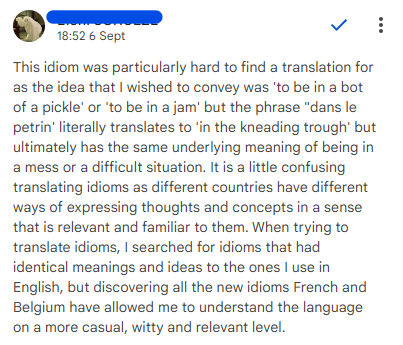 18:52 6 Sept
This idiom was particularly hard to find a translation for
as the idea that I wished to convey was 'to be in a bot
of a pickle' or 'to be in a jam' but the phrase "dans le
petrin' literally translates to 'in the kneading trough' but
ultimately has the same underlying meaning of being in
a mess or a difficult situation. It is a little confusing
translating idioms as different countries have different
ways of expressing thoughts and concepts in a sense
that is relevant and familiar to them. When trying to
translate idioms, I searched for idioms that had
identical meanings and ideas to the ones I use in
English, but discovering all the new idioms French and
Belgium have allowed me to understand the language
on a more casual, witty and relevant level.